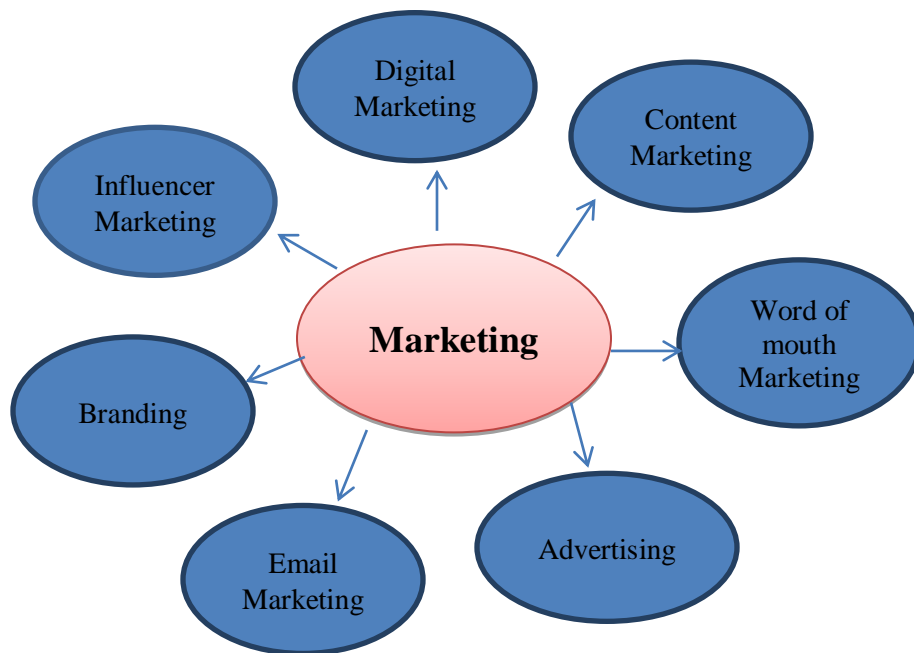 Digital
Marketing
Content
Marketing
Influencer
Marketing
Word of
mouth
Marketing
Marketing
Branding
Advertising
Email
Marketing